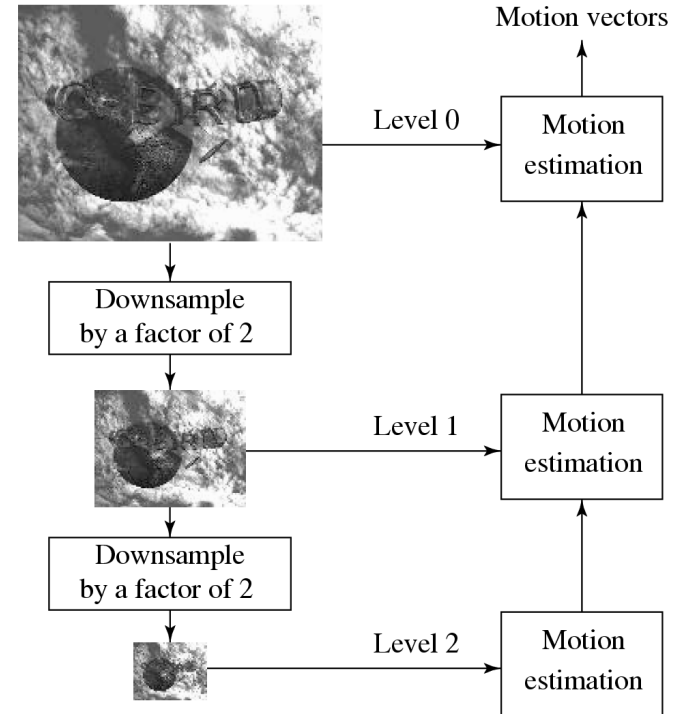 Motion vectors
Level 0
Motion
estimation
Downsample
by a factor of 2
Level 1
Motion
estimation
Downsample
by a factor of 2
Level 2
Motion
estimation